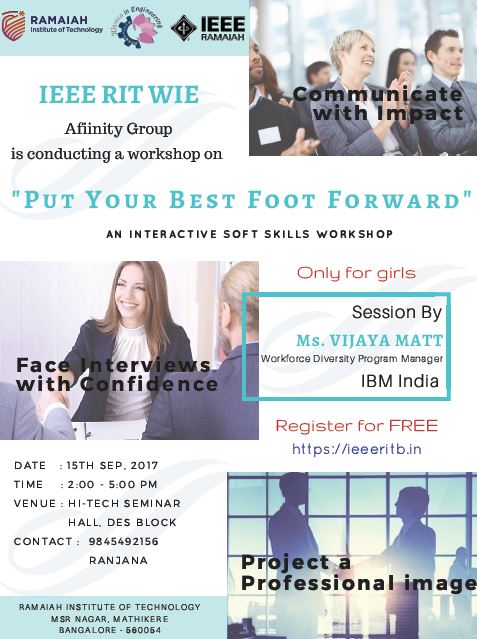 RAMAIAH
Institute of Technology
Women in Engineering
IEEE
RAMAIAH
Communicate
with Impact
IEEE RIT WIE
Afiinity Group
is conducting a workshop on
"PUT YOUR BEST FOOT FORWARD"
AN INTERACTIVE SOFT SKILLS WORKSHOP
Only for girls
Session By
Ms. VIJAYA MATT
Workforce Diversity Program Manager
IBM India
Face Interviews
with Confidence
Register for FREE
https://ieeeritb.in
DATE : 15TH SEP, 2017
TIME : 2:00 - 5:00 PM
VENUE : HI-TECH SEMINAR
HALL, DES BLOCK
CONTACT : 9845492156
RANJANA
Project a
Professional image
RAMAIAH INSTITUTE OF TECHNOLOGY
MSR NAGAR, MATHIKERE
BANGALORE - 560054